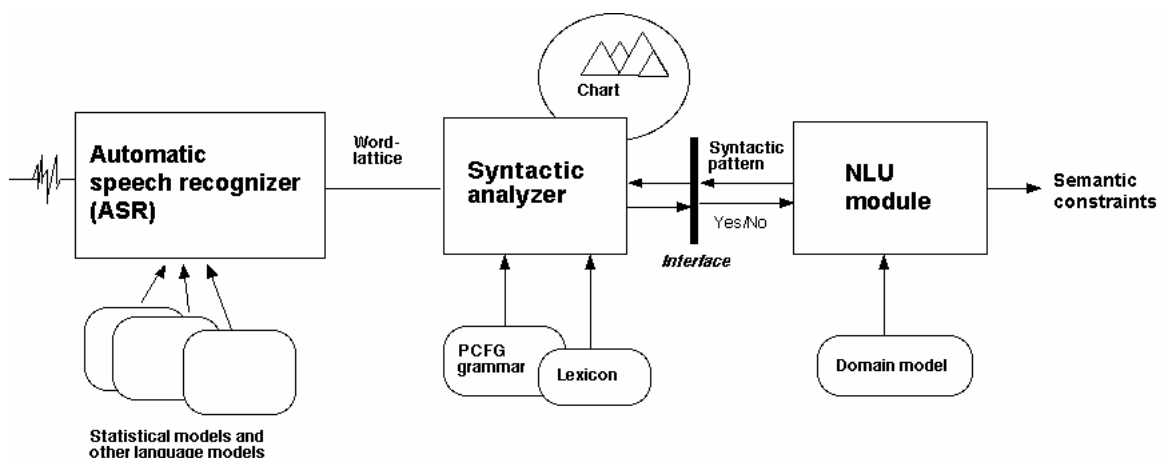 Chart
Automatic
speech recognizer
(ASR)
Word-
lattice
Syntactic
analyzer
Syntactic
pattern
Yes/No
Interface
NLU
module
Semantic
constraints
PCFG
grammar
Lexicon
Domain model
Statistical models and
other language models